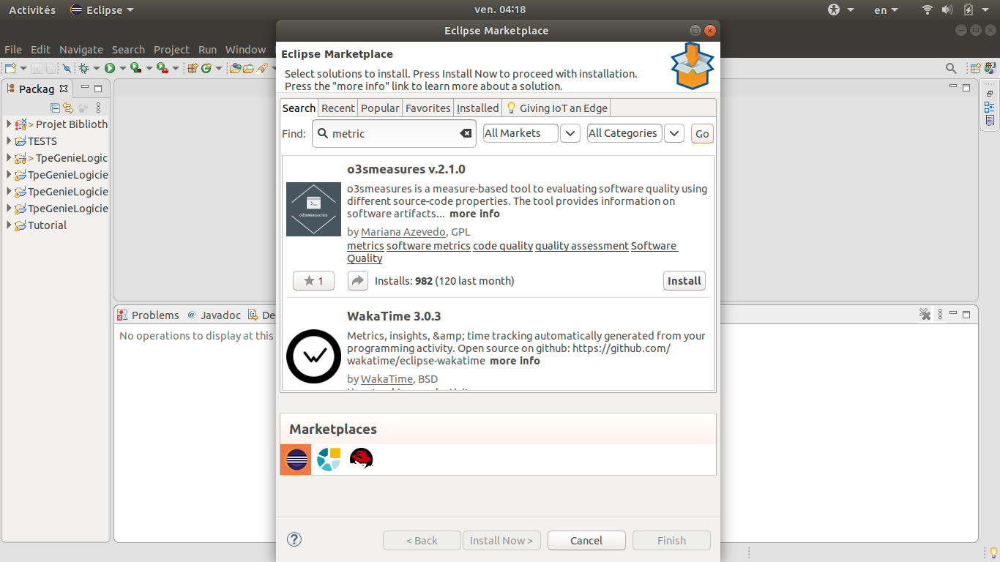 Activités
Eclipse
ven. 04:18
en
Eclipse Marketplace
File Edit Navigate Search Project Run Window
Eclipse Marketplace
Select solutions to install. Press Install Now to proceed with installation.
Press the "more info" link to learn more about a solution.
Packag
> Projet Biblioth
TESTS
> TpeGenieLogic
TpeGenieLogicie
TpeGenieLogicie
TpeGenieLogicie
Tutorial
Search Recent Popular Favorites Installed Giving IoT an Edge
Find: metric All Markets All Categories Go
o3smeasures v.2.1.0
o3smeasures is a measure-based tool to evaluating software quality using
different source-code properties. The tool provides information on
software artifacts... more info
o3smeasures
by Mariana Azevedo, GPL
metrics software metrics code quality quality assessment Software
Quality
1 Installs: 982 (120 last month) Install
WakaTime 3.0.3
Metrics, insights, &amp; time tracking automatically generated from your
programming activity. Open source on github: https://github.com/
wakatime/eclipse-wakatime more info
by WakaTime, BSD
Problems @ Javadoc De
No operations to display at this
Marketplaces
? < Back Install Now > Cancel Finish